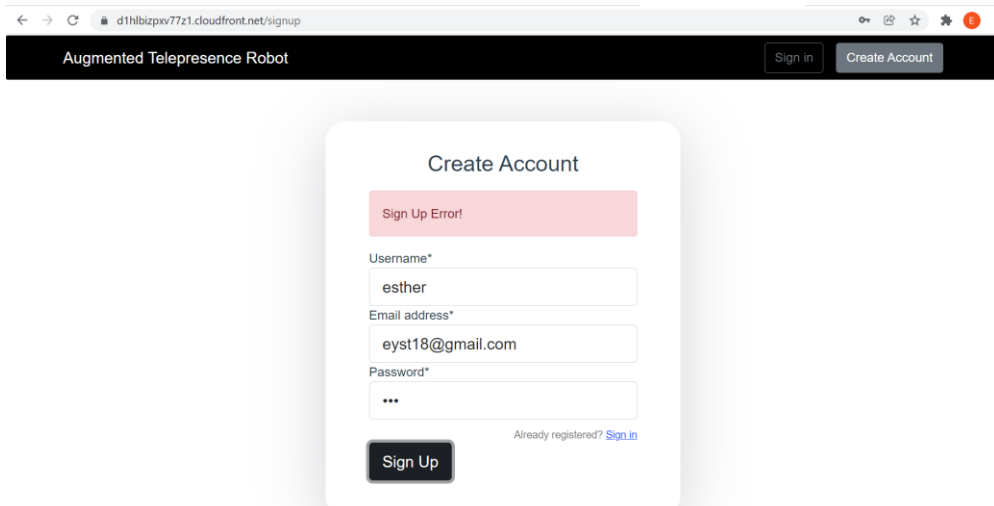 d1hlbizpxv77z1.cloudfront.net/signup
E
Augmented Telepresence Robot
Sign in
Create Account
Create Account
Sign Up Error!
Username*
esther
Email address*
eyst18@gmail.com
Password*
•••
Already registered? Sign in
Sign Up